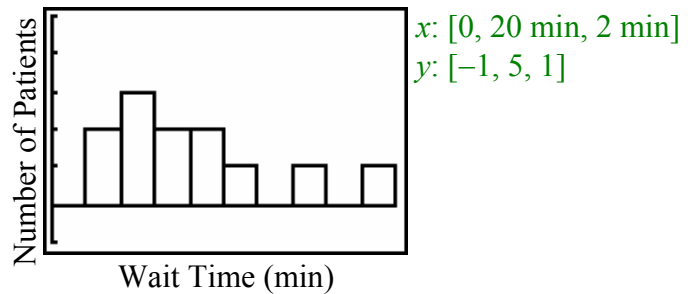 Number of Patients
x: [0, 20 min, 2 min]
y: [–1, 5, 1]
Wait Time (min)